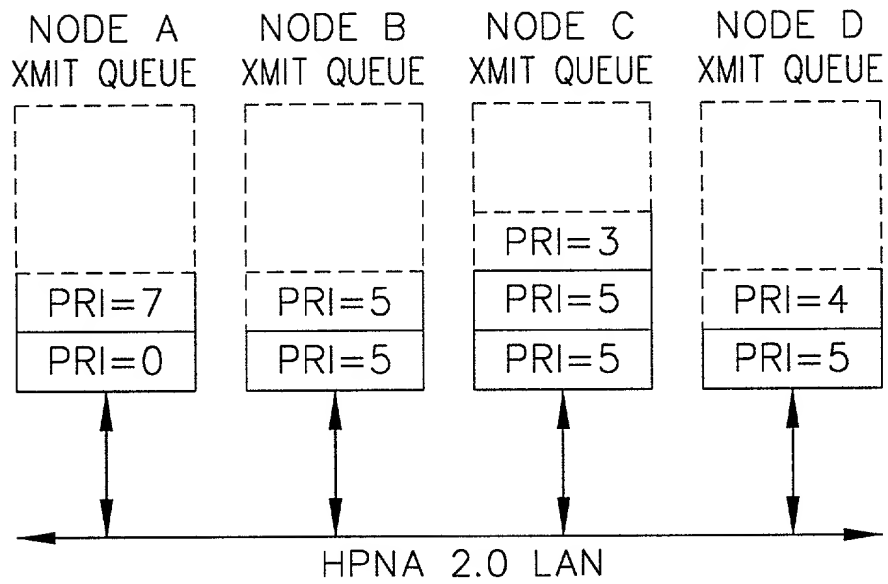 NODE A
XMIT QUEUE
NODE B
XMIT QUEUE
NODE C
XMIT QUEUE
NODE D
XMIT QUEUE
PRI=7
PRI=0
PRI=5
PRI=5
PRI=3
PRI=5
PRI=5
PRI=4
PRI=5
HPNA 2.0 LAN